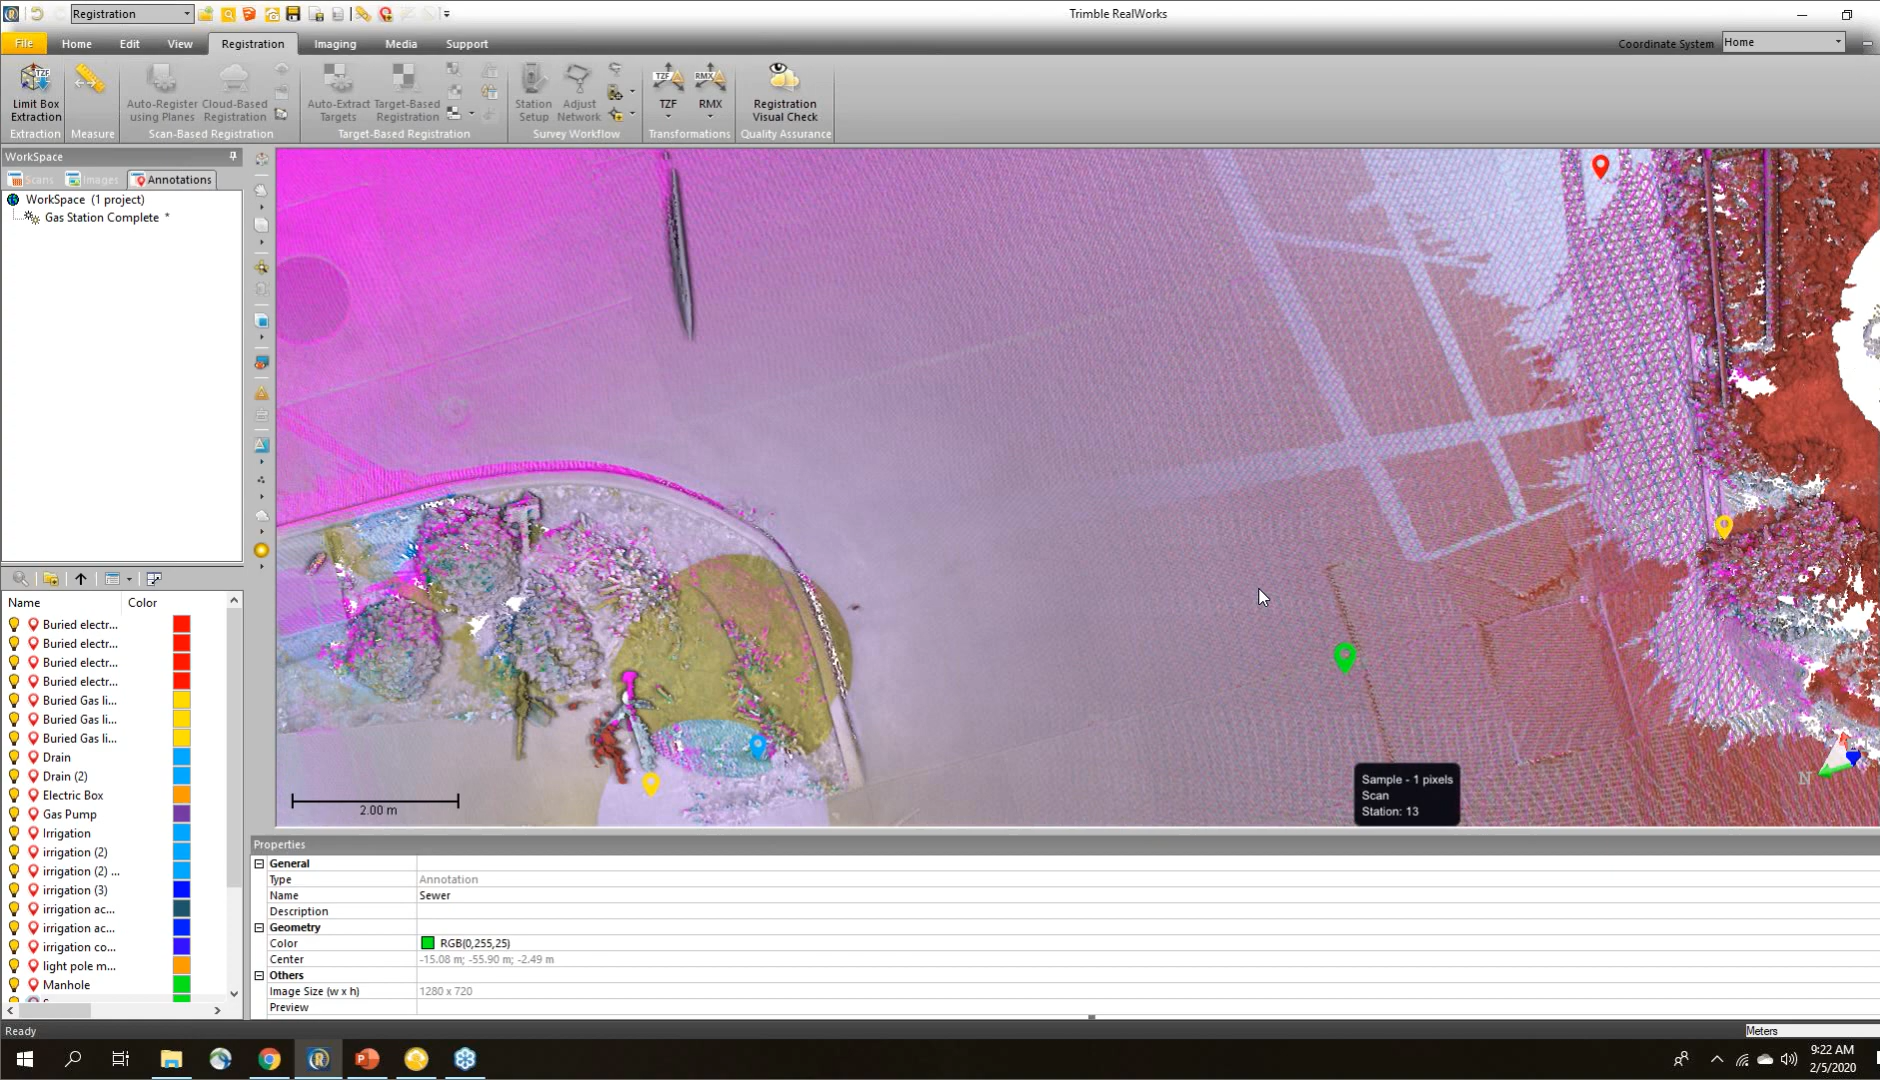 Registration
Trimble RealWorks
File
Home
Edit
View
Registration
Imaging
Media
Support
Coordinate System
Home
Limit Box
Extraction
Auto-Register
using Planes
Cloud-Based
Registration
Auto-Extract
Targets
Target-Based
Registration
Station
Setup
Adjust
Network
TZF
TZF
RMX
RMX
Registration
Visual Check
Extraction
Measure
Scan-Based Registration
Target-Based Registration
Survey Workflow
Transformations
Quality Assurance
WorkSpace
Scans
Images
Annotations
WorkSpace (1 project)
Gas Station Complete *
Name
Color
Buried electr...
Buried electr...
Buried electr...
Buried electr...
Buried Gas li...
Buried Gas li...
Buried Gas li...
Drain
Drain (2)
Electric Box
Gas Pump
Irrigation
irrigation (2)
irrigation (2) ...
irrigation (3)
irrigation ac...
irrigation ac...
irrigation co...
light pole m...
Manhole
2.00 m
N
Sample - 1 pixels
Scan
Station: 13
Properties
General
Type Annotation
Name Sewer
Description
Geometry
Color RGB(0,255,25)
Center -15.08 m; -55.90 m; -2.49 m
Others
Image Size (w x h) 1280 x 720
Preview
Ready
Meters
9:22 AM
2/5/2020